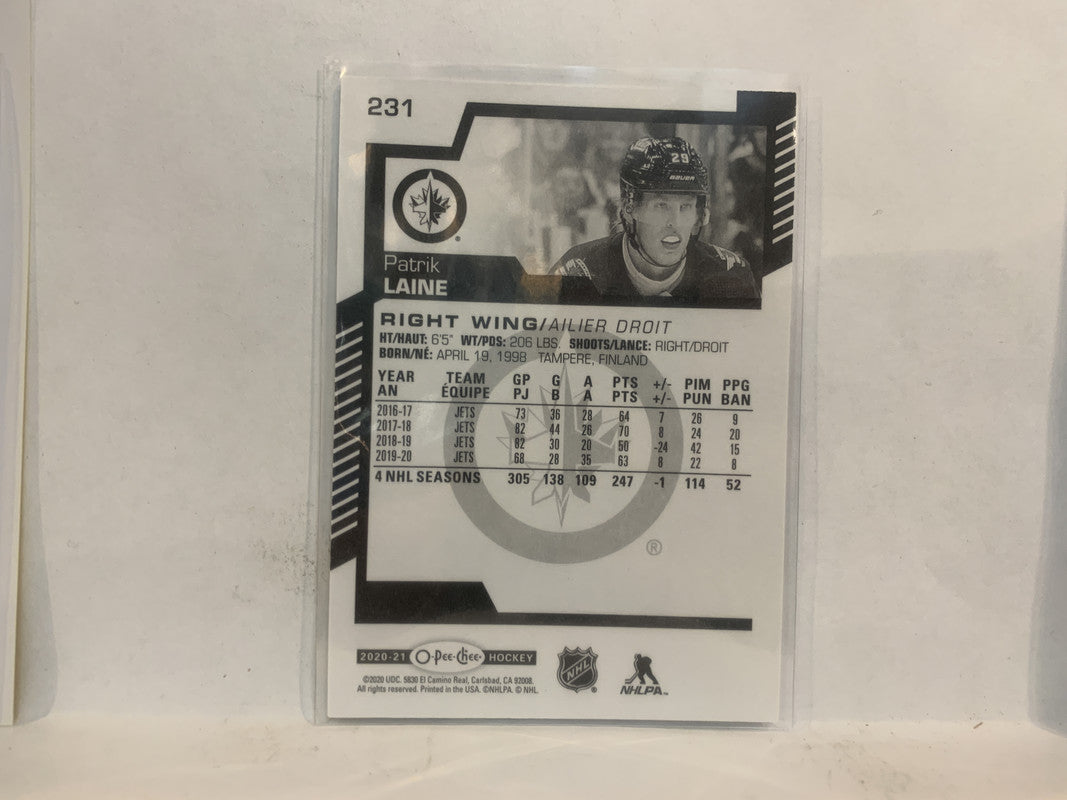 231
29
BAUER
Patrik
LAINE
RIGHT WING/AILIER DROIT
HT/HAUT: 6'5" WT/PDS: 206 LBS. SHOOTS/LANCE: RIGHT/DROIT
BORN/NÉ: APRIL 19, 1998 TAMPERE, FINLAND
YEAR TEAM GP G A PTS +/- PIM PPG
AN ÉQUIPE PJ B A PTS +/- PUN BAN
2016-17 JETS 73 36 28 64 7 26 9
2017-18 JETS 82 44 26 70 8 24 20
2018-19 JETS 82 30 20 50 -24 42 15
2019-20 JETS 68 28 35 63 8 22 8
4 NHL SEASONS 305 138 109 247 -1 114 52
®
2020-21 O-Pee-Chee HOCKEY
©2020 UDC. 5830 El Camino Real, Carlsbad, CA 92008.
All rights reserved. Printed in the USA. ©NHLPA. © NHL.
NHL
NHLPA